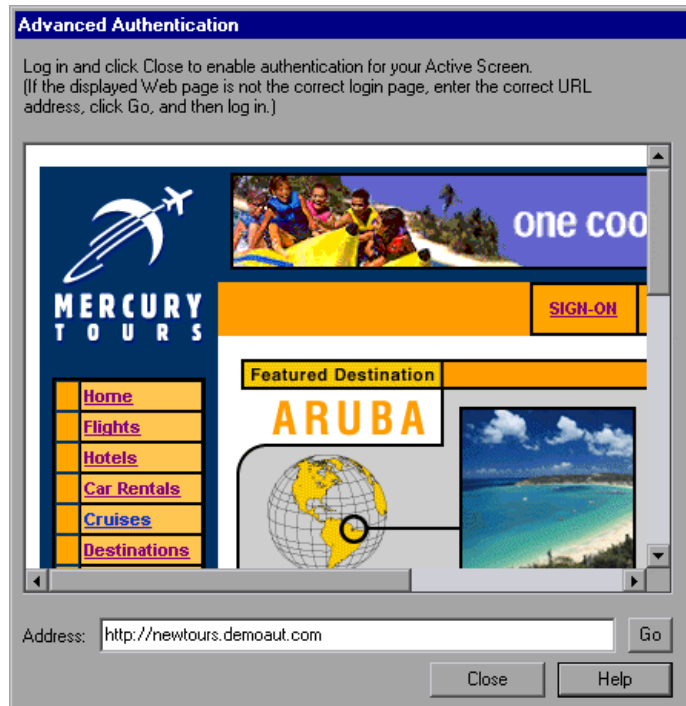 Advanced Authentication
Log in and click Close to enable authentication for your Active Screen.
(If the displayed Web page is not the correct login page, enter the correct URL
address, click Go, and then log in.)
one coo
MERCURY
TOURS
SIGN-ON
Featured Destination
ARUBA
Home
Flights
Hotels
Car Rentals
Cruises
Destinations
Address: http://newtours.demoaut.com Go
Close Help